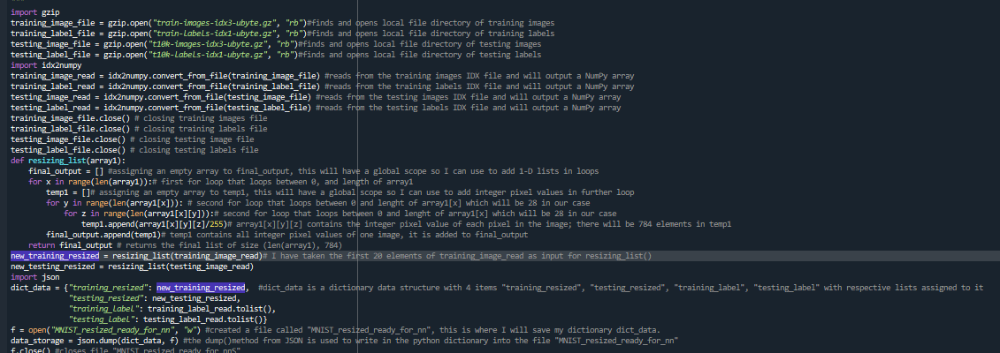 import gzip
training_image_file = gzip.open("train-images-idx3-ubyte.gz", "rb")#finds and opens local file directory of training images
training_label_file = gzip.open("train-labels-idx1-ubyte.gz", "rb")#finds and opens local file directory of training labels
testing_image_file = gzip.open("t10k-images-idx3-ubyte.gz", "rb")#finds and opens local file directory of testing images
testing_label_file = gzip.open("t10k-labels-idx1-ubyte.gz", "rb")#finds and opens local file directory of testing labels
import idx2numpy
training_image_read = idx2numpy.convert_from_file(training_image_file) #reads from the training images IDX file and will output a NumPy array
training_label_read = idx2numpy.convert_from_file(training_label_file) #reads from the training labels IDX file and will output a NumPy array
testing_image_read = idx2numpy.convert_from_file(testing_image_file) #reads from the testing images IDX file and will output a NumPy array
testing_label_read = idx2numpy.convert_from_file(testing_label_file) #reads from the testing labels IDX file and will output a NumPy array
training_image_file.close() # closing training images file
training_label_file.close() # closing training labels file
testing_image_file.close() # closing testing image file
testing_label_file.close() # closing testing labels file
def resizing_list(array1):
    final_output = [] #assigning an empty array to final_output, this will have a global scope so I can use to add 1-D lists in loops
    for x in range(len(array1)):# first for loop that loops between 0, and length of array1
        temp1 = []# assigning an empty array to temp1, this will have a global scope so I can use to add integer pixel values in further loop
        for y in range(len(array1[x])): # second for loop that loops between 0 and lenght of array1[x] which will be 28 in our case
            for z in range(len(array1[x][y])):# second for loop that loops between 0 and lenght of array1[x] which will be 28 in our case
                temp1.append(array1[x][y][z]/255)# array1[x][y][z] contains the integer pixel value of each pixel in the image; there will be 784 elements in temp1
        final_output.append(temp1)# temp1 contains all integer pixel values of one image, it is added to final_output
    return final_output # returns the final list of size (len(array1), 784)
new_training_resized = resizing_list(training_image_read)# I have taken the first 20 elements of training_image_read as input for resizing_list()
new_testing_resized = resizing_list(testing_image_read)
import json
dict_data = {"training_resized": new_training_resized,  #dict_data is a dictionary data structure with 4 items "training_resized", "testing_resized", "training_label", "testing_label" with respective lists assigned to it
             "testing_resized": new_testing_resized,
             "training_label": training_label_read.tolist(),
             "testing_label": testing_label_read.tolist()}
f = open("MNIST_resized_ready_for_nn", "w") #created a file called "MNIST_resized_ready_for_nn", this is where I will save my dictionary dict_data.
data_storage = json.dump(dict_data, f) #the dump()method from JSON is used to write in the python dictionary into the file "MNIST_resized_ready_for_nn"
f.close() #closes file "MNIST_resized_ready_for_nnS"